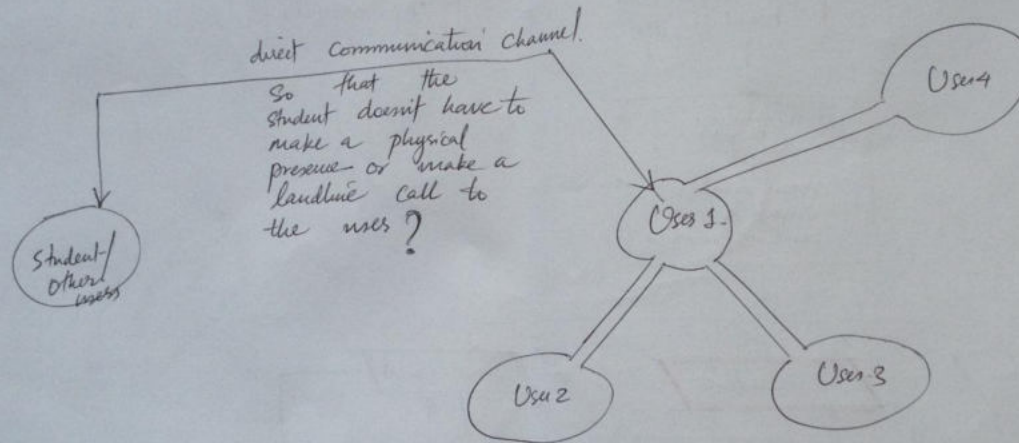 direct communication channel.
So that the
student doesn't have to
make a physical
presence or make a
landline call to
the user?
Student/
other
users
User 1.
User 4
User 2
User 3